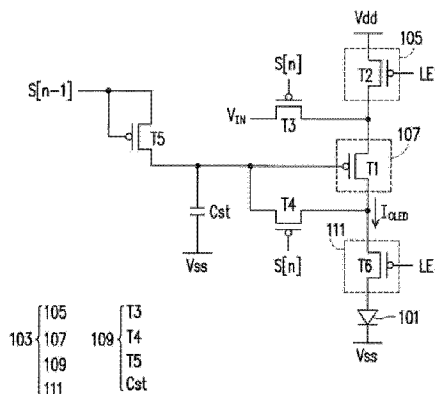 Vdd
105
S[n]
T2
LE
S[n-1]
V_IN
T3
107
T5
T1
T4
I_OLED
Cst
111
Vss
S[n]
T6
LE
101
Vss
103 { 105 107 109 111
109 { T3 T4 T5 Cst